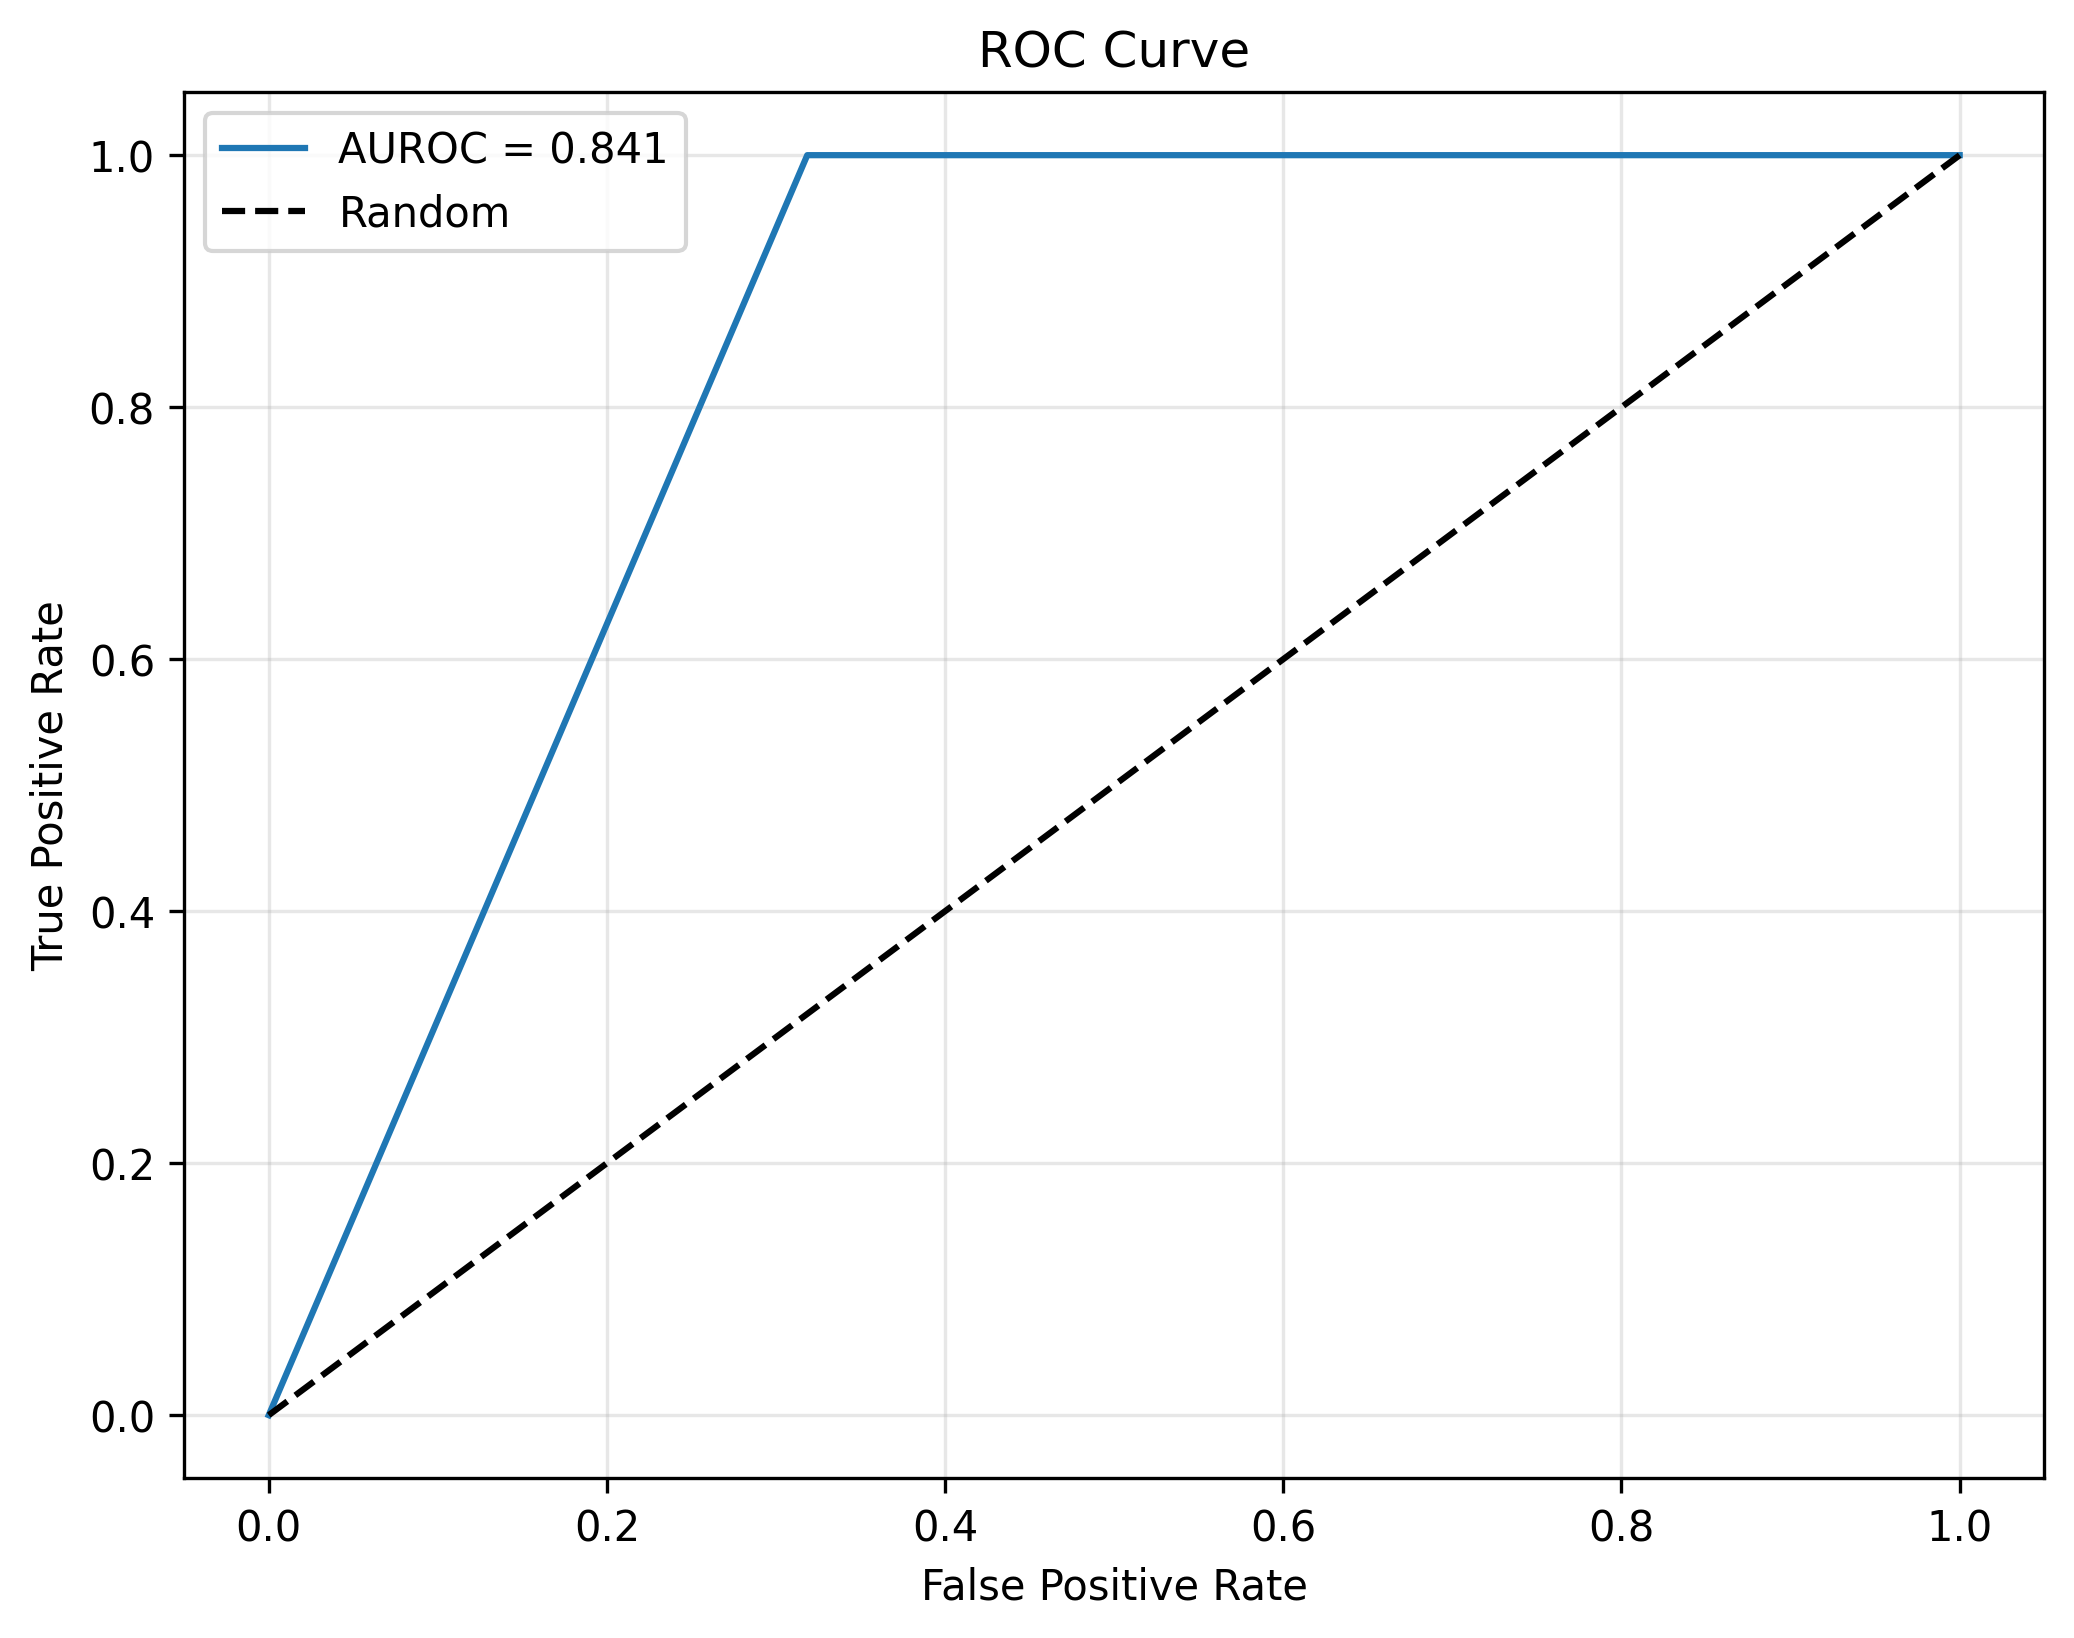 ROC Curve
AUROC = 0.841
Random
1.0
0.8
0.6
0.4
0.2
0.0
True Positive Rate
0.0 0.2 0.4 0.6 0.8 1.0
False Positive Rate